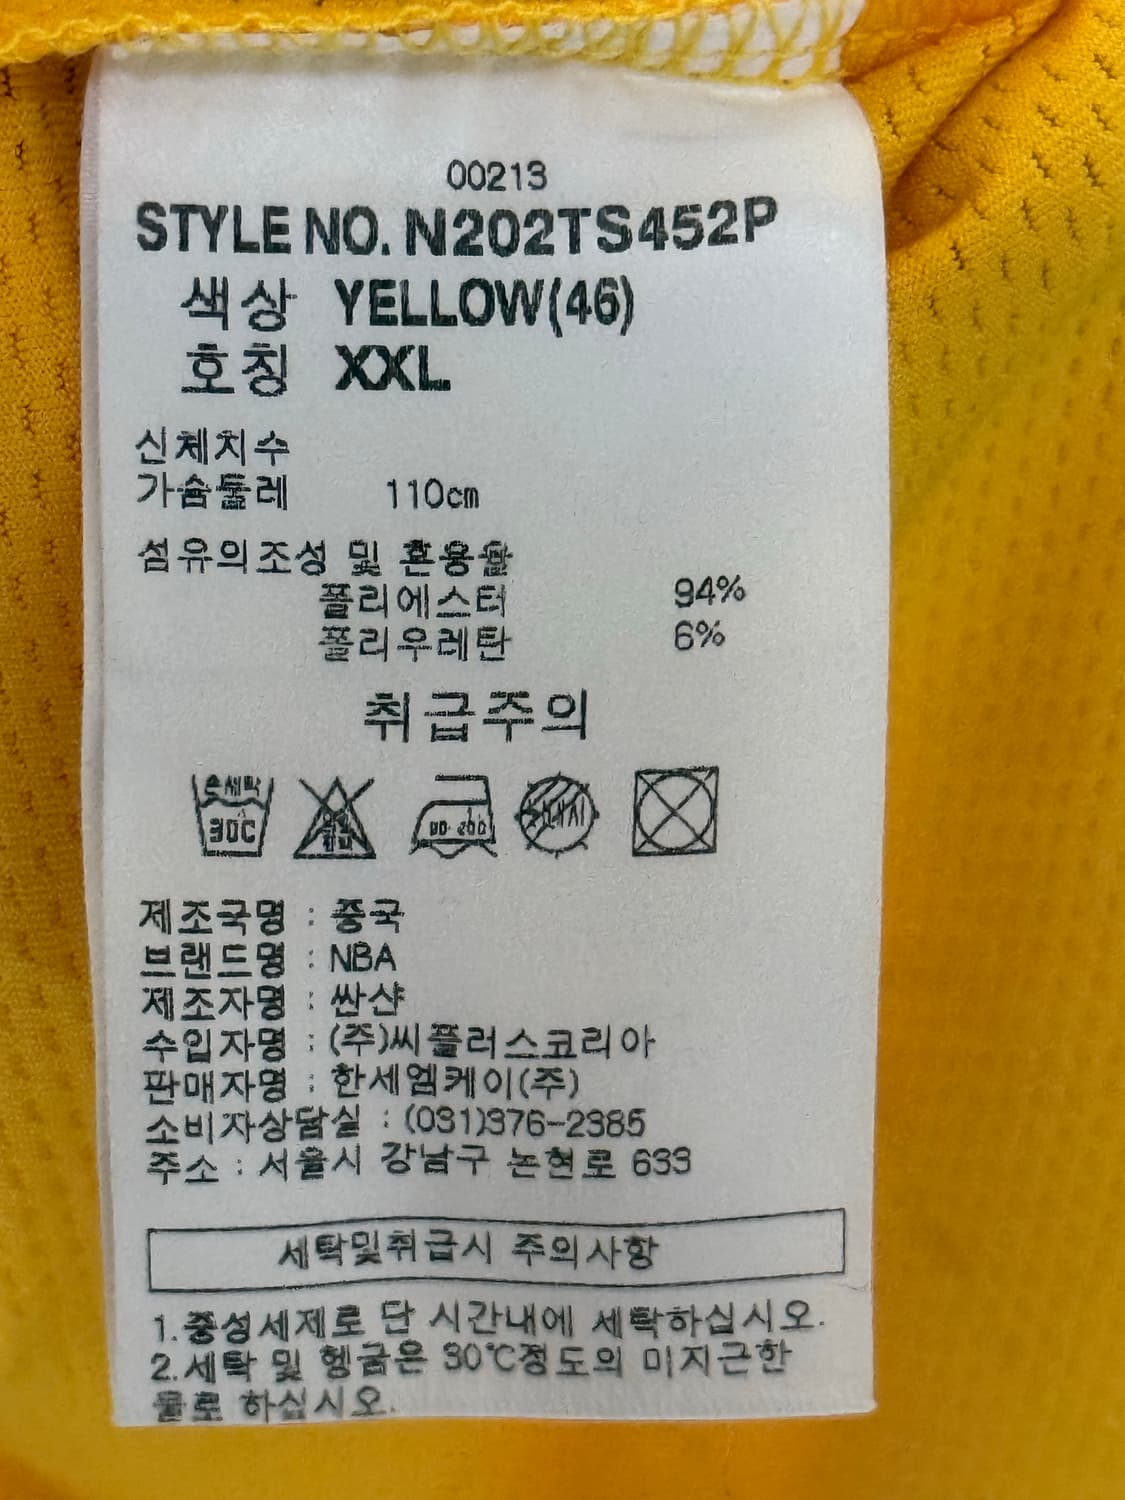 00213
STYLE NO. N202TS452P
색상 YELLOW(46)
호칭 XXL
신체치수
가슴둘레 110cm
섬유의조성 및 혼용율
폴리에스터 94%
폴리우레탄 6%
취급주의
손세탁
30C
제조국명 : 중국
브랜드명 : NBA
제조자명 : 싼샨
수입자명 : (주)씨플러스코리아
판매자명 : 한세엠케이(주)
소비자상담실 : (031)376-2385
주소 : 서울시 강남구 논현로 633
세탁및취급시 주의사항
1.중성세제로 단 시간내에 세탁하십시오.
2.세탁 및 헹굼은 30℃정도의 미지근한
물로 하십시오.